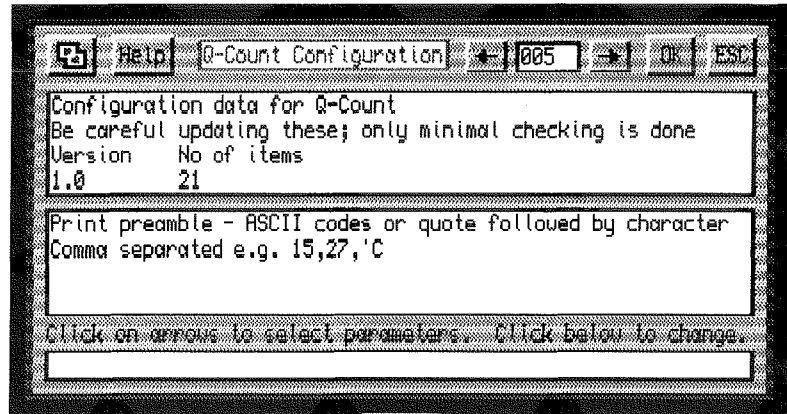 Help Q-Count Configuration 005 OK ESC
Configuration data for Q-Count
Be careful updating these; only minimal checking is done
Version No of items
1.0 21
Print preamble - ASCII codes or quote followed by character
Comma separated e.g. 15,27,'C
Click on arrows to select parameters. Click below to change.